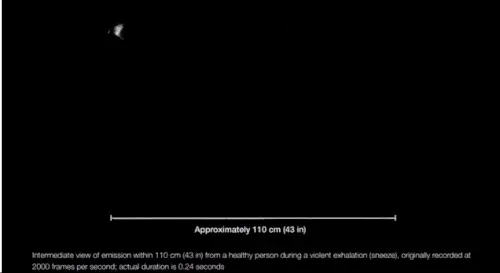 Approximately 110 cm (43 in)
Intermediate view of emission within 110 cm (43 in) from a healthy person during a violent exhalation (sneeze), originally recorded at
2000 frames per second; actual duration is 0.24 seconds